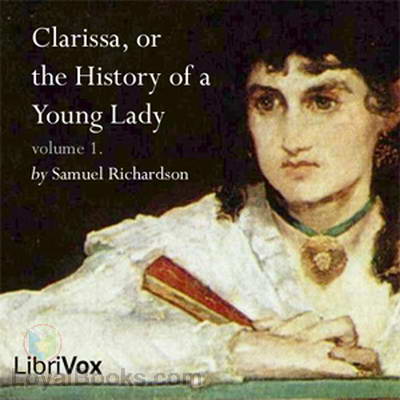 Clarissa, or
the History of a
Young Lady
volume 1.
by Samuel Richardson
LibriVox
LoyalBooks.com